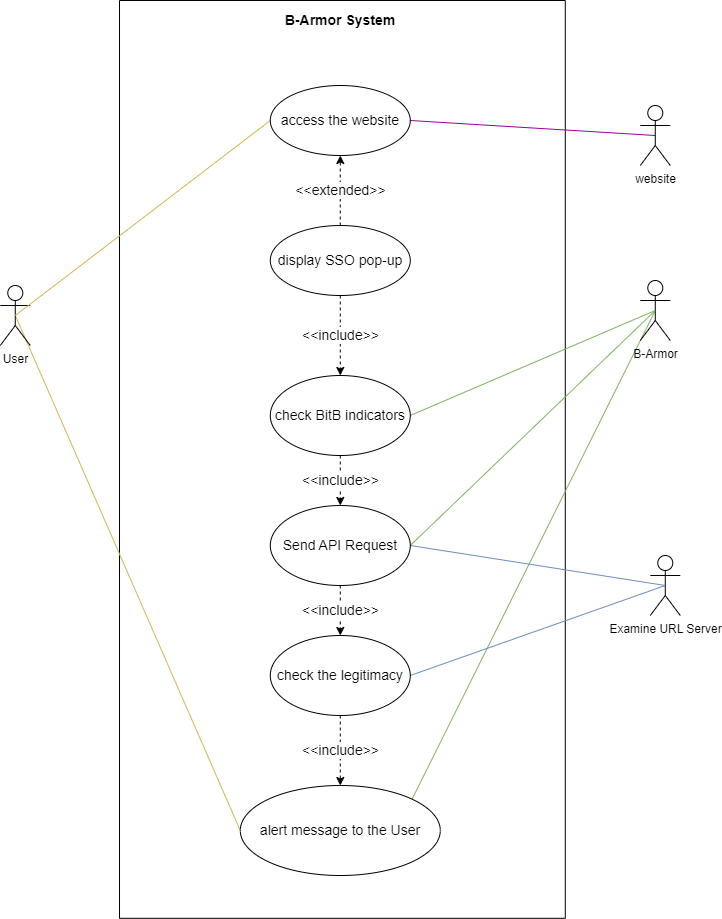 B-Armor System
access the website
website
<<extended>>
display SSO pop-up
User
<<include>>
B-Armor
check BitB indicators
<<include>>
Send API Request
<<include>>
Examine URL Server
check the legitimacy
<<include>>
alert message to the User